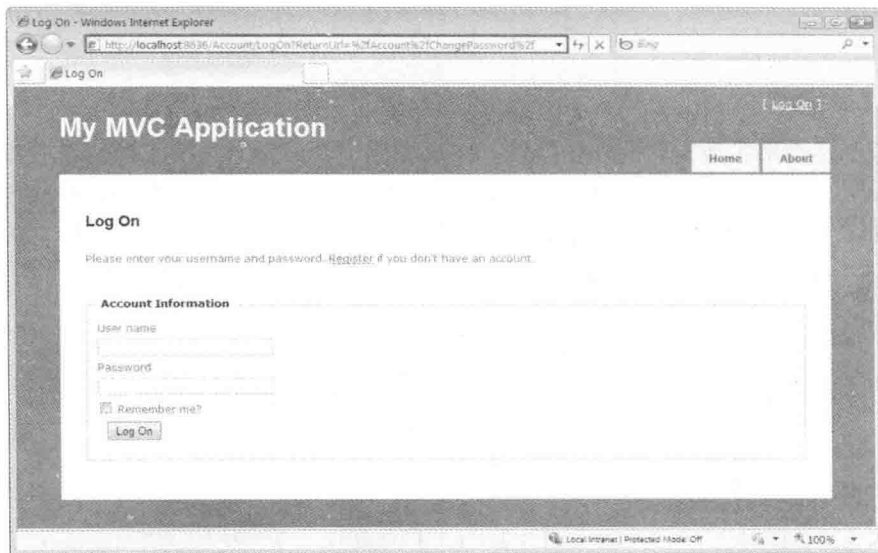 Log On - Windows Internet Explorer
http://localhost:8636/Account/LogOn?ReturnUrl=%2fAccount%2fChangePassword%2f
Bing
Log On
[ Log On ]
My MVC Application
Home About
Log On
Please enter your username and password. Register if you don't have an account.
Account Information
User name
Password
Remember me?
Log On
Local intranet | Protected Mode: Off
100%